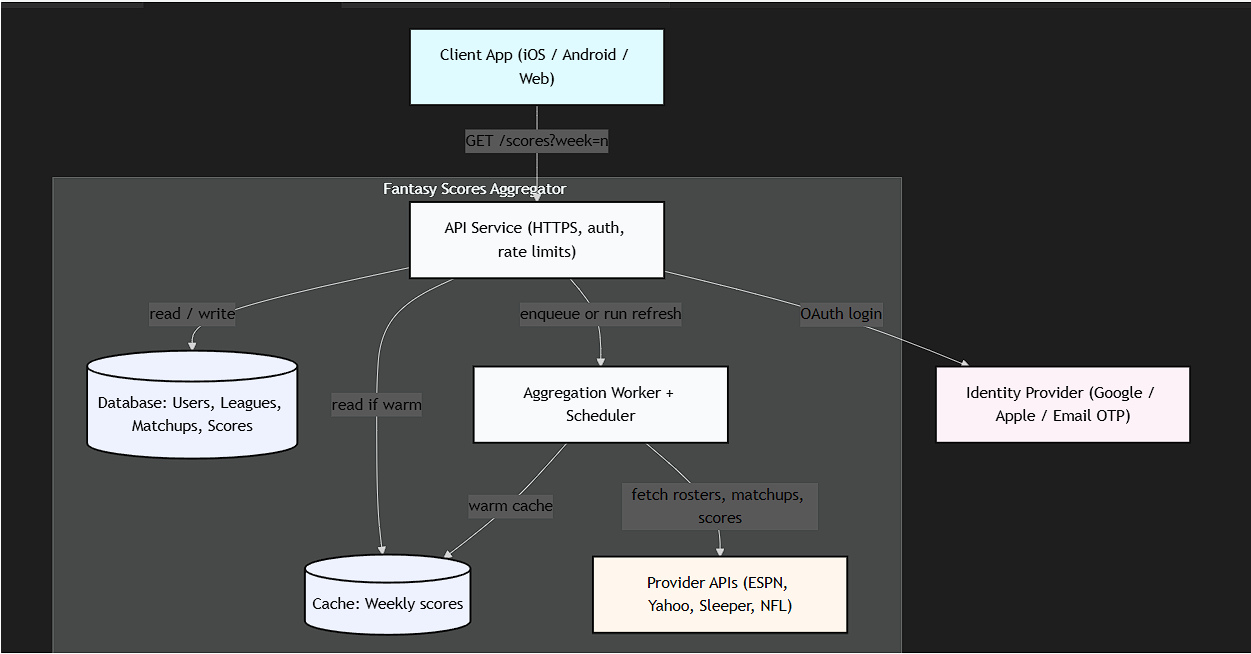 Client App (iOS / Android /
Web)
GET /scores?week=n
Fantasy Scores Aggregator
API Service (HTTPS, auth,
rate limits)
read / write
enqueue or run refresh
OAuth login
Database: Users, Leagues,
Matchups, Scores
read if warm
Aggregation Worker +
Scheduler
Identity Provider (Google /
Apple / Email OTP)
warm cache
fetch rosters, matchups,
scores
Cache: Weekly scores
Provider APIs (ESPN,
Yahoo, Sleeper, NFL)